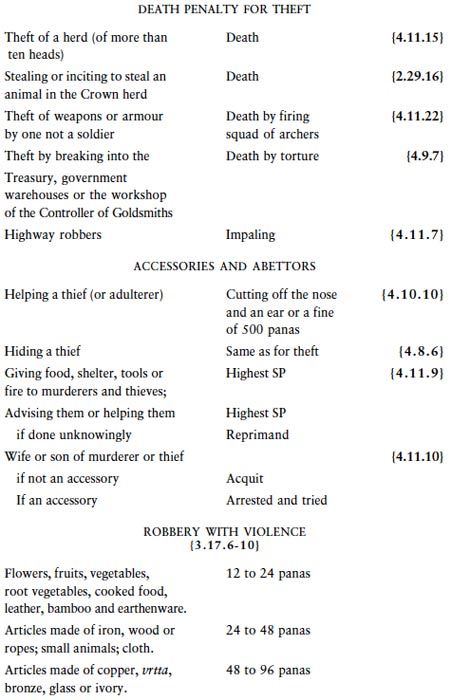 DEATH PENALTY FOR THEFT
Theft of a herd (of more than Death {4.11.15}
ten heads)
Stealing or inciting to steal an Death {2.29.16}
animal in the Crown herd
Theft of weapons or armour Death by firing {4.11.22}
by one not a soldier squad of archers
Theft by breaking into the Death by torture {4.9.7}
Treasury, government
warehouses or the workshop
of the Controller of Goldsmiths
Highway robbers Impaling {4.11.7}
ACCESSORIES AND ABETTORS
Helping a thief (or adulterer) Cutting off the nose {4.10.10}
and an ear or a fine
of 500 panas
Hiding a thief Same as for theft {4.8.6}
Giving food, shelter, tools or Highest SP {4.11.9}
fire to murderers and thieves;
Advising them or helping them Highest SP
if done unknowingly Reprimand
Wife or son of murderer or thief {4.11.10}
if not an accessory Acquit
If an accessory Arrested and tried
ROBBERY WITH VIOLENCE
{3.17.6-10}
Flowers, fruits, vegetables, 12 to 24 panas
root vegetables, cooked food,
leather, bamboo and earthenware.
Articles made of iron, wood or 24 to 48 panas
ropes; small animals; cloth.
Articles made of copper, vrtta, 48 to 96 panas
bronze, glass or ivory.